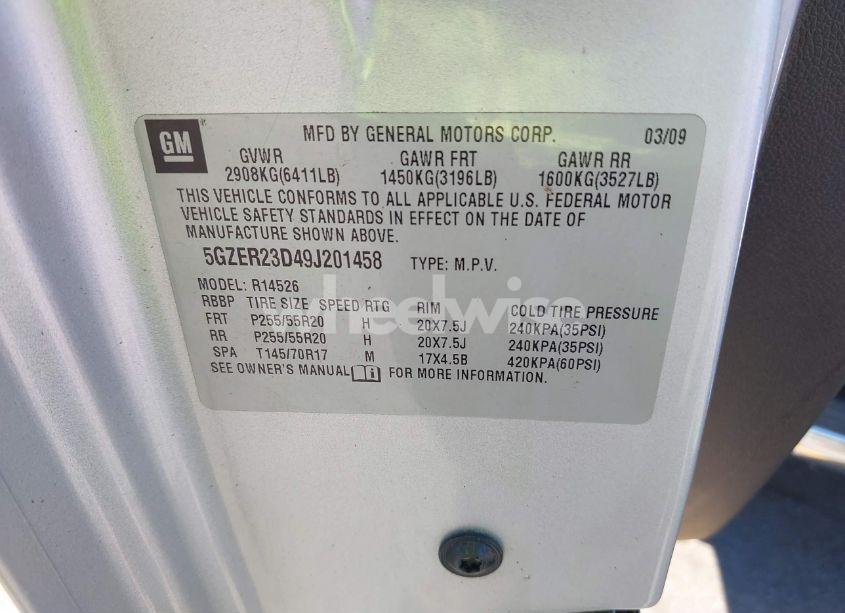 GM
MFD BY GENERAL MOTORS CORP. 03/09
GVWR GAWR FRT GAWR RR
2908KG(6411LB) 1450KG(3196LB) 1600KG(3527LB)
THIS VEHICLE CONFORMS TO ALL APPLICABLE U.S. FEDERAL MOTOR
VEHICLE SAFETY STANDARDS IN EFFECT ON THE DATE OF
MANUFACTURE SHOWN ABOVE.
5GZER23D49J201458 TYPE: M.P.V.
MODEL: R14526
RBBP TIRE SIZE SPEED RTG RIM COLD TIRE PRESSURE
FRT P255/55R20 H 20X7.5J 240KPA(35PSI)
RR P255/55R20 H 20X7.5J 240KPA(35PSI)
SPA T145/70R17 M 17X4.5B 420KPA(60PSI)
SEE OWNER'S MANUAL FOR MORE INFORMATION.
wheelwire